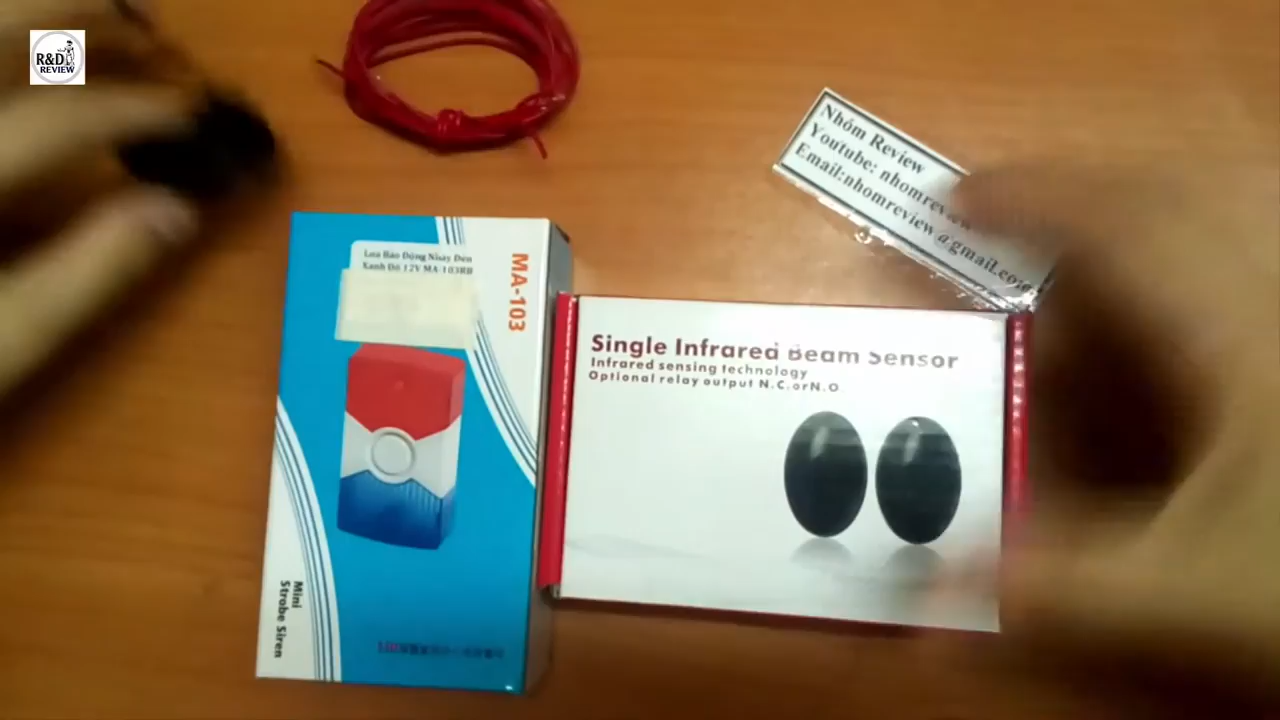 R&D
REVIEW
Nhóm Review
Youtube: nhomreview
Email:nhomreview@gmail.com
Loa Báo Động Nháy Đèn
Xanh Đỏ 12V MA-103RB
MA-103
Single Infrared Beam Sensor
Infrared sensing technology
Optional relay output N.C.orN.O
Mini
Strobe Siren